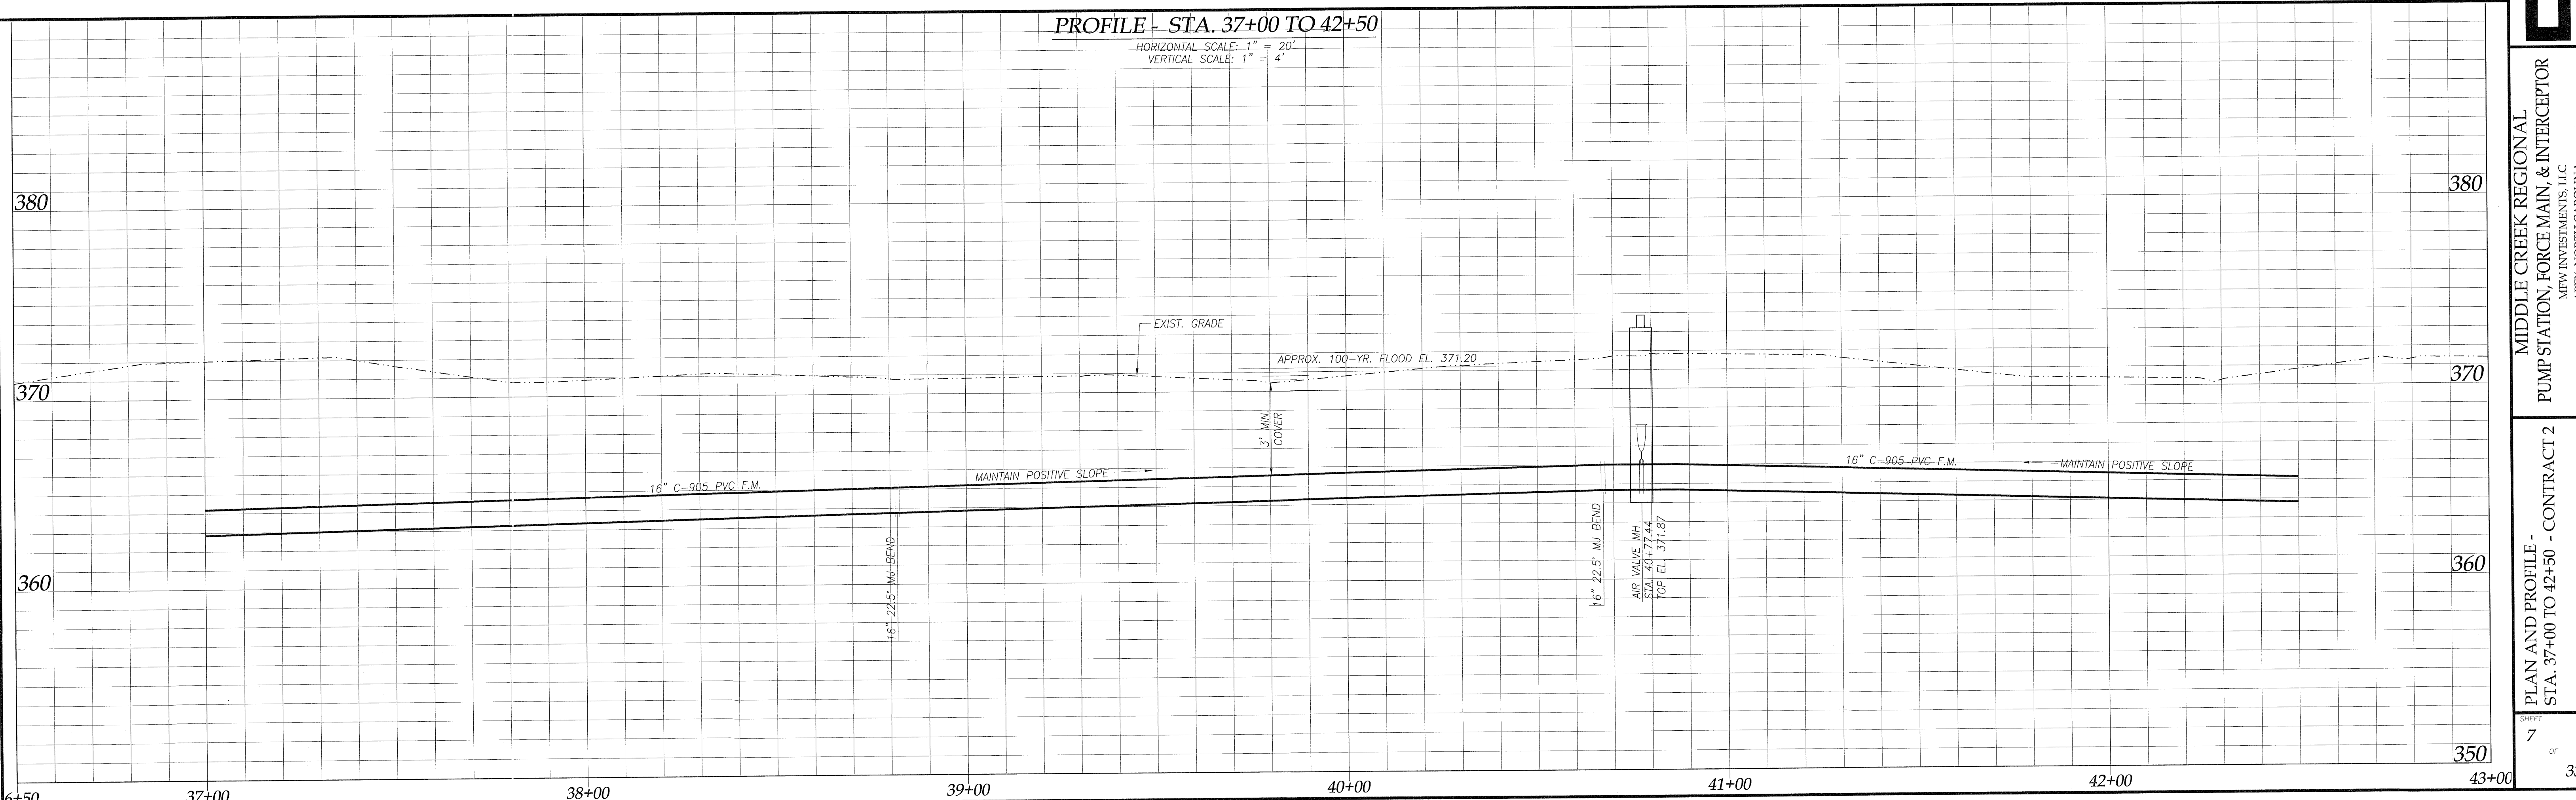 PROFILE - STA. 37+00 TO 42+50
HORIZONTAL SCALE: 1" = 20'
VERTICAL SCALE: 1" = 4'
380
380
EXIST. GRADE
APPROX. 100-YR. FLOOD EL. 371.20
370
370
3' MIN.
COVER
16" C-905 PVC F.M.
MAINTAIN POSITIVE SLOPE
16" C-905 PVC F.M.
MAINTAIN POSITIVE SLOPE
16" 22.5° MJ BEND
16" 22.5° MJ BEND
AIR VALVE MH
STA. 40+77.44
TOP EL. 371.87
360
360
350
6+50
37+00
38+00
39+00
40+00
41+00
42+00
43+00
MIDDLE CREEK REGIONAL
PUMP STATION, FORCE MAIN, & INTERCEPTOR
MFW INVESTMENTS, LLC
PLAN AND PROFILE -
STA. 37+00 TO 42+50 - CONTRACT 2
SHEET
7
OF